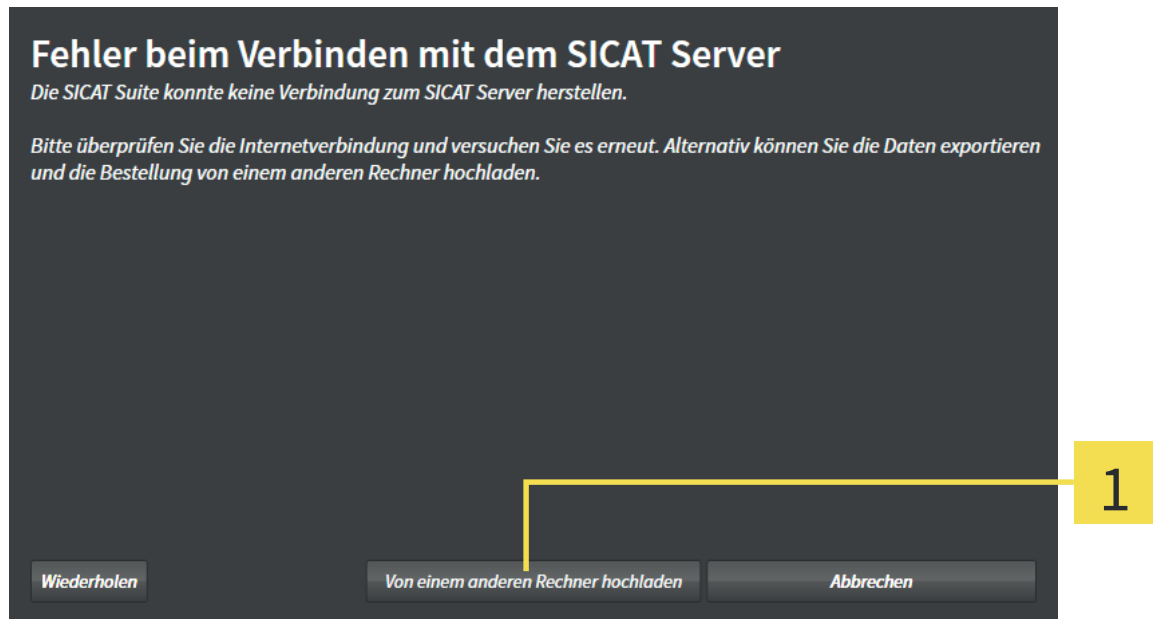 Fehler beim Verbinden mit dem SICAT Server
Die SICAT Suite konnte keine Verbindung zum SICAT Server herstellen.
Bitte überprüfen Sie die Internetverbindung und versuchen Sie es erneut. Alternativ können Sie die Daten exportieren
und die Bestellung von einem anderen Rechner hochladen.
1
Wiederholen
Von einem anderen Rechner hochladen
Abbrechen